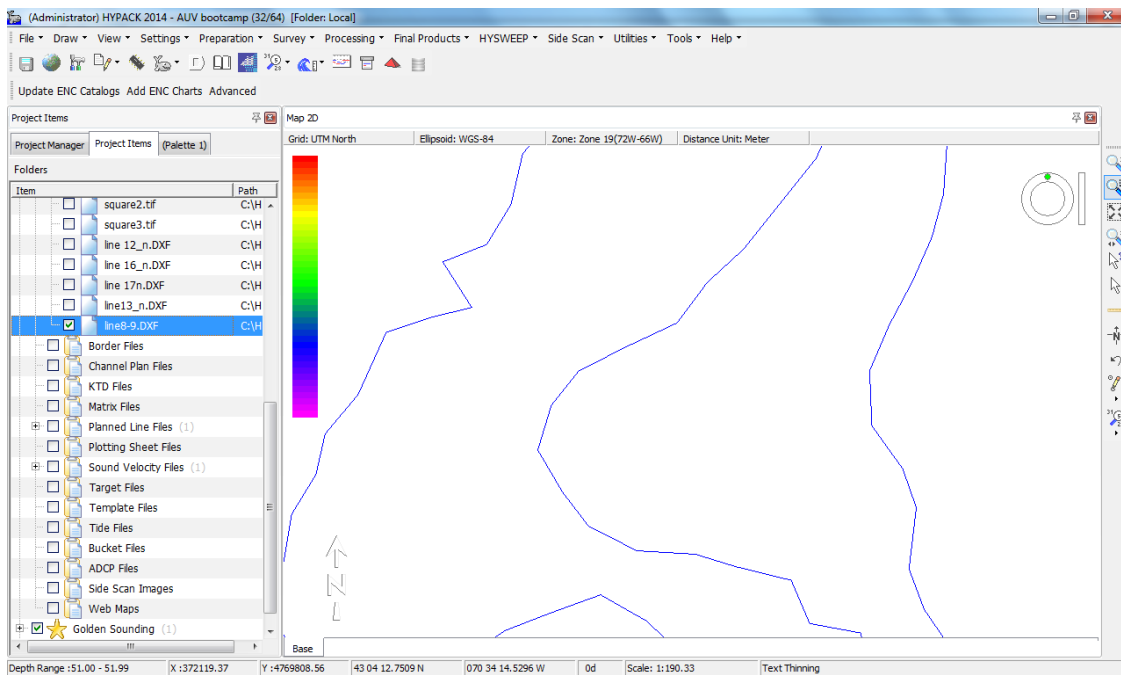 (Administrator) HYPACK 2014 - AUV bootcamp (32/64) [Folder: Local]
File Draw View Settings Preparation Survey Processing Final Products HYSWEEP Side Scan Utilities Tools Help
Update ENC Catalogs Add ENC Charts Advanced
Project Items
Project Manager Project Items (Palette 1)
Folders
Item Path
square2.tif C:\H
square3.tif C:\H
line 12_n.DXF C:\H
line 16_n.DXF C:\H
line 17n.DXF C:\H
line13_n.DXF C:\H
line8-9.DXF C:\H
Border Files
Channel Plan Files
KTD Files
Matrix Files
Planned Line Files (1)
Plotting Sheet Files
Sound Velocity Files (1)
Target Files
Template Files
Tide Files
Bucket Files
ADCP Files
Side Scan Images
Web Maps
Golden Sounding (1)
Map 2D
Grid: UTM North Ellipsoid: WGS-84 Zone: Zone 19(72W-66W) Distance Unit: Meter
N
Base
Depth Range :51.00 - 51.99 X :372119.37 Y :4769808.56 43 04 12.7509 N 070 34 14.5296 W 0d Scale: 1:190.33 Text Thinning